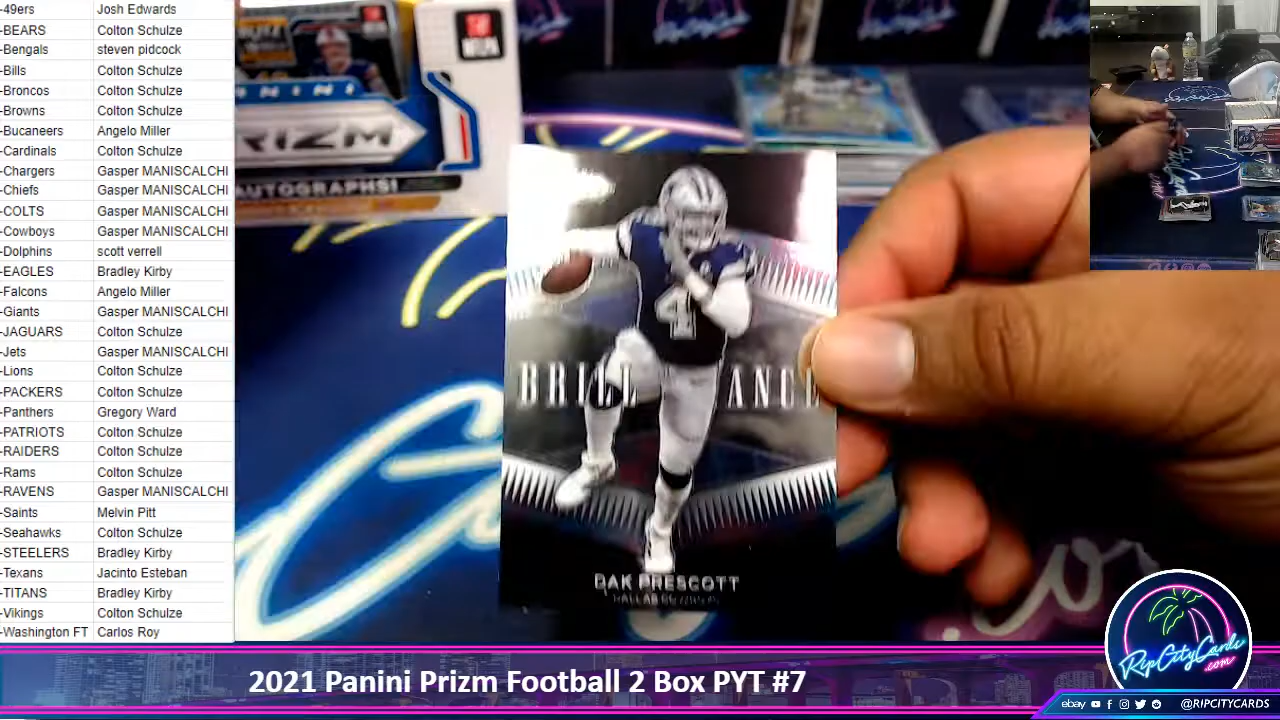 -49ers Josh Edwards
-BEARS Colton Schulze
-Bengals steven pidcock
-Bills Colton Schulze
-Broncos Colton Schulze
-Browns Colton Schulze
-Bucaneers Angelo Miller
-Cardinals Colton Schulze
-Chargers Gasper MANISCALCHI
-Chiefs Gasper MANISCALCHI
-COLTS Gasper MANISCALCHI
-Cowboys Gasper MANISCALCHI
-Dolphins scott verrell
-EAGLES Bradley Kirby
-Falcons Angelo Miller
-Giants Gasper MANISCALCHI
-JAGUARS Colton Schulze
-Jets Gasper MANISCALCHI
-Lions Colton Schulze
-PACKERS Colton Schulze
-Panthers Gregory Ward
-PATRIOTS Colton Schulze
-RAIDERS Colton Schulze
-Rams Colton Schulze
-RAVENS Gasper MANISCALCHI
-Saints Melvin Pitt
-Seahawks Colton Schulze
-STEELERS Bradley Kirby
-Texans Jacinto Esteban
-TITANS Bradley Kirby
-Vikings Colton Schulze
-Washington FT Carlos Roy
RIZM
AUTOGRAPHS!
4
BRILL ANCE
DAK PRESCOTT
2021 Panini Prizm Football 2 Box PYT #7
RipCityCards
.com
ebay @RIPCITYCARDS